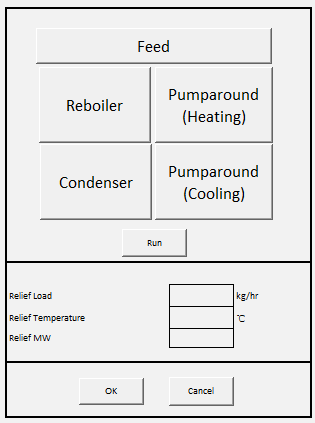 Feed
Reboiler
Pumparound
(Heating)
Condenser
Pumparound
(Cooling)
Run
Relief Load kg/hr
Relief Temperature ℃
Relief MW
OK Cancel